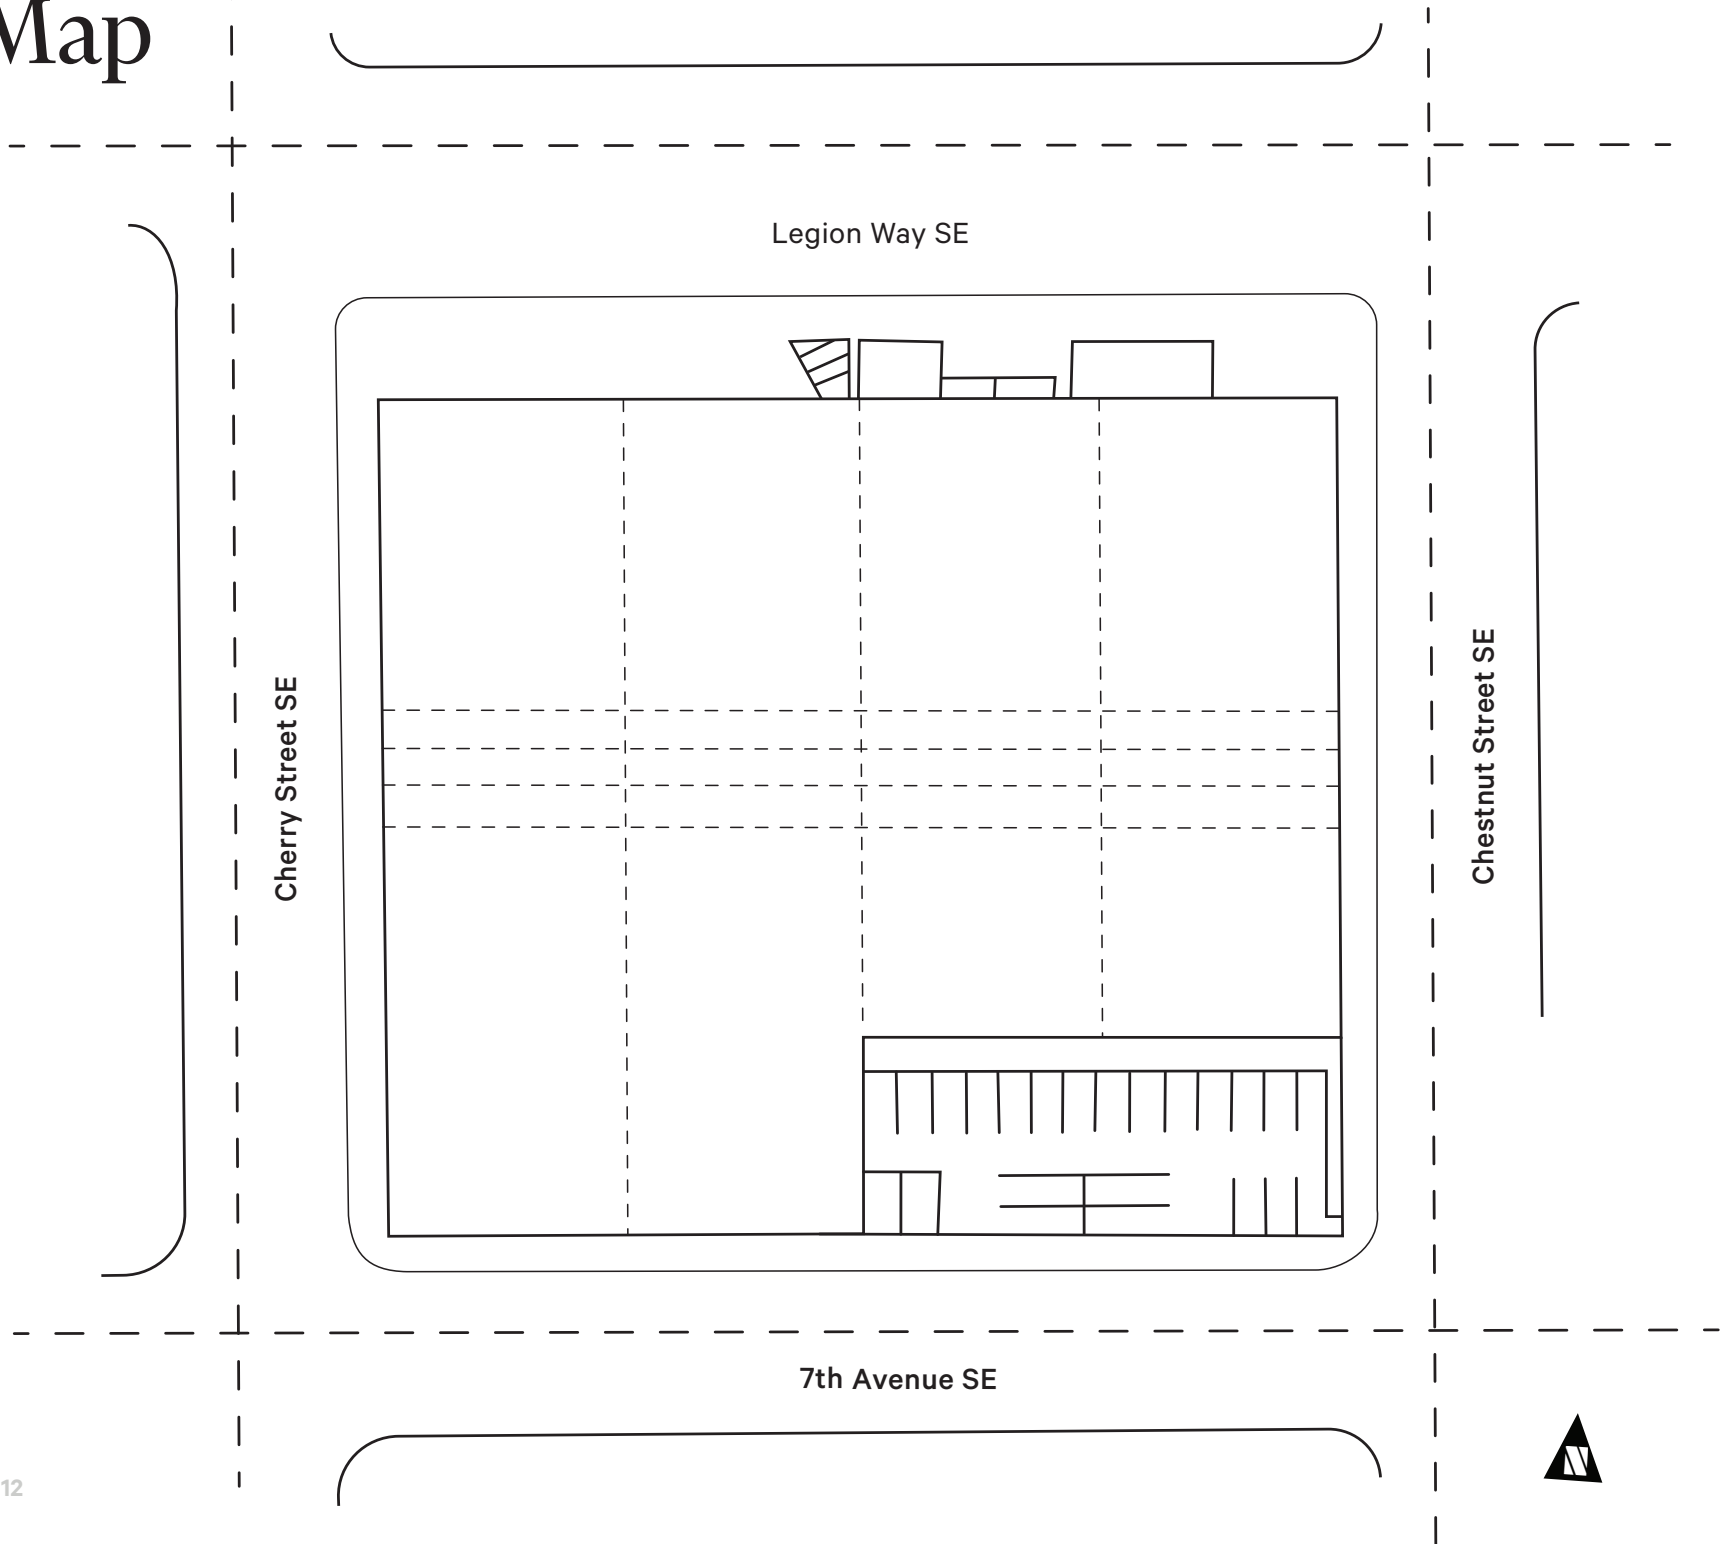 Map
Legion Way SE
Cherry Street SE
Chestnut Street SE
7th Avenue SE
12
N